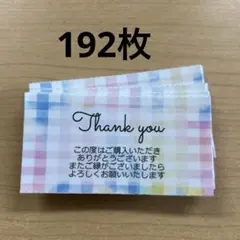 192枚
Thank you
この度はご購入いただき
ありがとうございます
またご縁がございましたら
よろしくお願いいたします